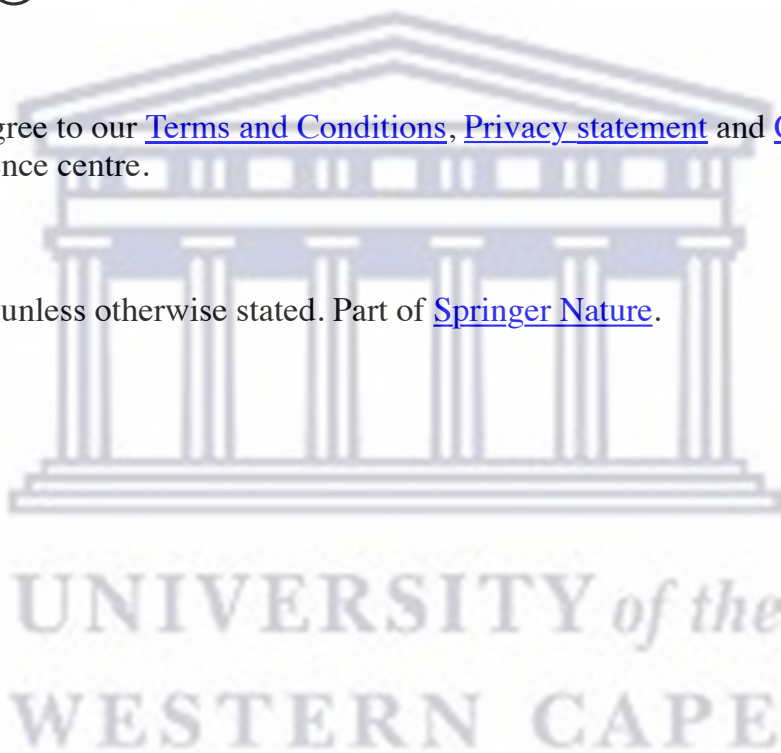 gree to our Terms and Conditions, Privacy statement and C
nce centre.
unless otherwise stated. Part of Springer Nature.
UNIVERSITY of the
WESTERN CAPE